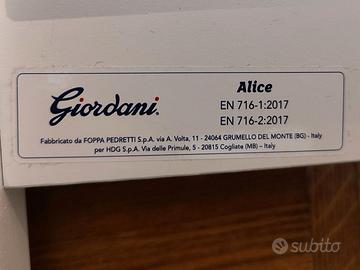 Giordani
Alice
EN 716-1:2017
EN 716-2:2017
Fabbricato da FOPPA PEDRETTI S.p.A. via A. Volta, 11 - 24064 GRUMELLO DEL MONTE (BG) - Italy
per HDG S.p.A. Via delle Primule, 5 - 20815 Cogliate (MB) – Italy
subito